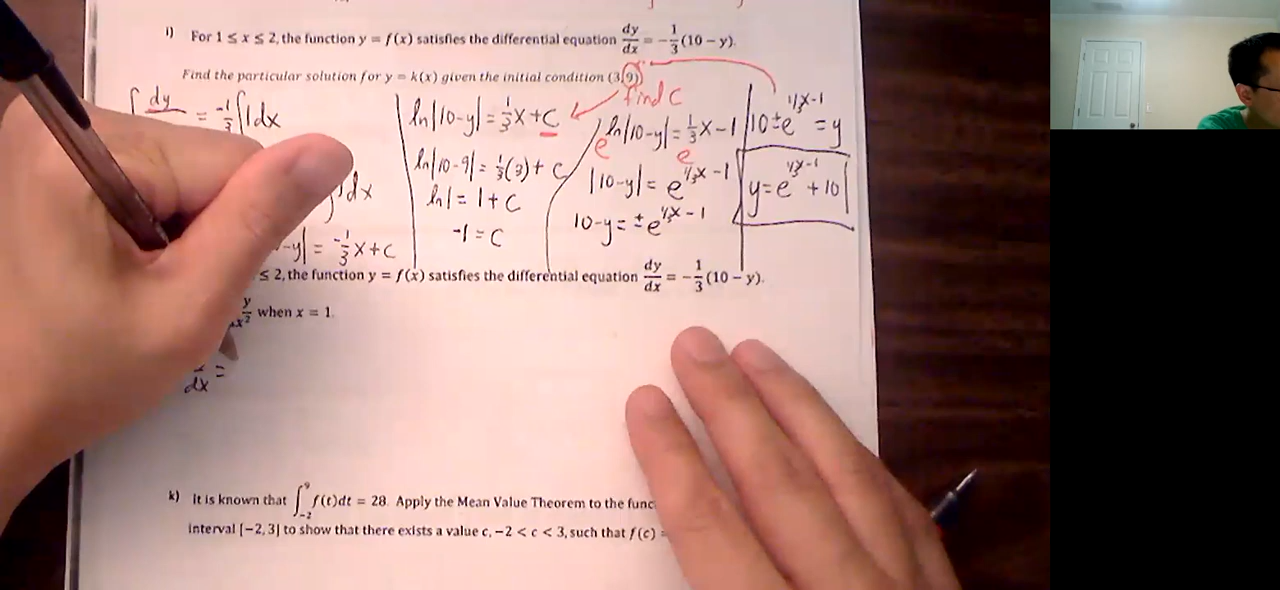 i) For 1 ≤ x ≤ 2, the function y = f(x) satisfies the differential equation dy/dx = -1/3(10 - y).
Find the particular solution for y = k(x) given the initial condition (3,9)
find C
∫ dy = -1/3 ∫1dx
dx
-y| = -1/3x+c
ln|10-y| = 1/3x+C
ln|10-9| = 1/3(3)+C
ln1 = 1+C
-1 = C
e ln|10-y| = e 1/3x-1
|10-y| = e^(1/3x-1)
10-y = ±e^(1/3x-1)
10±e^(1/3x-1) = y
y=e^(1/3x-1)+10
≤ 2, the function y = f(x) satisfies the differential equation dy/dx = -1/3(10 - y).
when x = 1.
dx =
k) It is known that ∫_-2^9 f(t)dt = 28. Apply the Mean Value Theorem to the func
interval [-2,3] to show that there exists a value c, -2 < c < 3, such that f(c) =